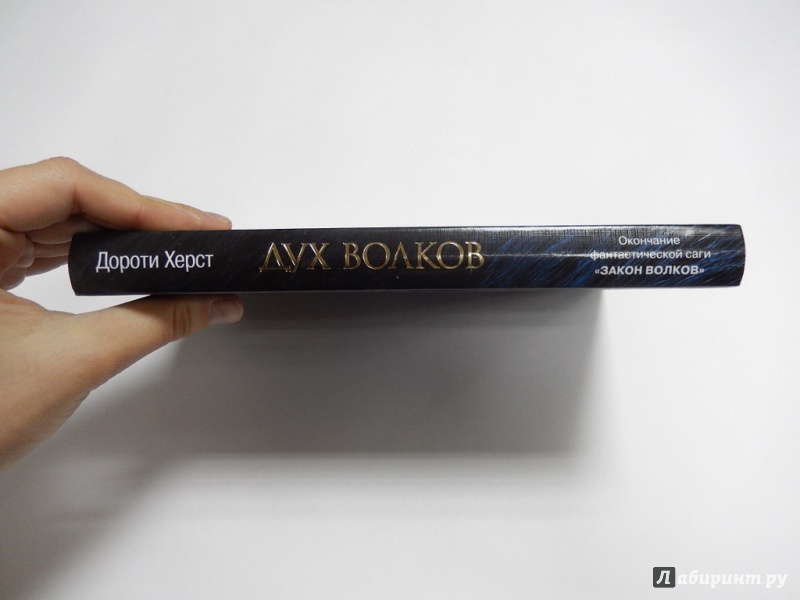 Дороти Херст
ДУХ ВОЛКОВ
Окончание
фантастической саги
«ЗАКОН ВОЛКОВ»
Лабиринт.ру